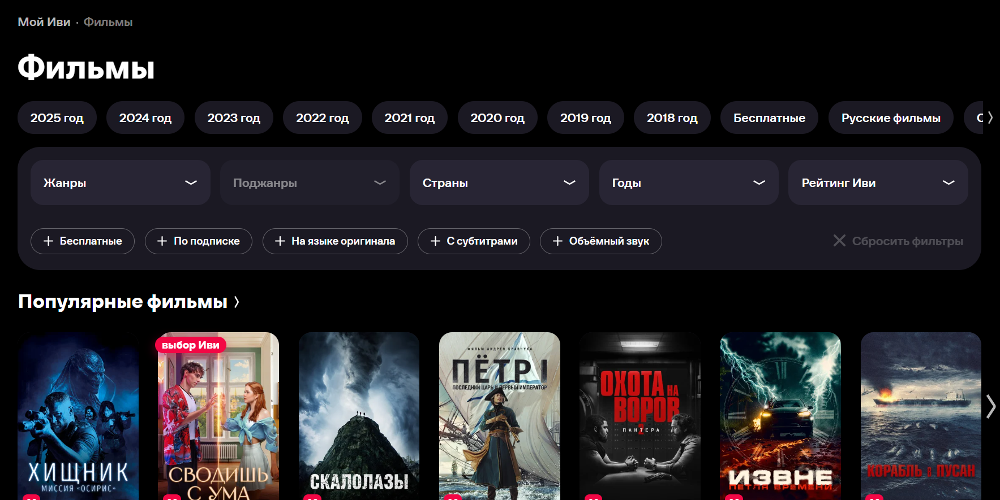 Мой Иви · Фильмы
Фильмы
2025 год
2024 год
2023 год
2022 год
2021 год
2020 год
2019 год
2018 год
Бесплатные
Русские фильмы
Жанры
Поджанры
Страны
Годы
Рейтинг Иви
Бесплатные
По подписке
На языке оригинала
С субтитрами
Объёмный звук
Сбросить фильтры
Популярные фильмы
ХИЩНИК
МИССИЯ «ОСИРИС»
выбор Иви
СВОДИШЬ
С УМА
СКАЛОЛАЗЫ
ФИЛЬМ АНДРЕЯ КРАВЧУКА
ПЁТР I
ПОСЛЕДНИЙ ЦАРЬ И ПЕРВЫЙ ИМПЕРАТОР
ОХОТА НА
ВОРОВ
2
ПАНТЕРА
ИЗВНЕ
ПЕТЛЯ ВРЕМЕНИ
КОРАБЛЬ В ПУСАН